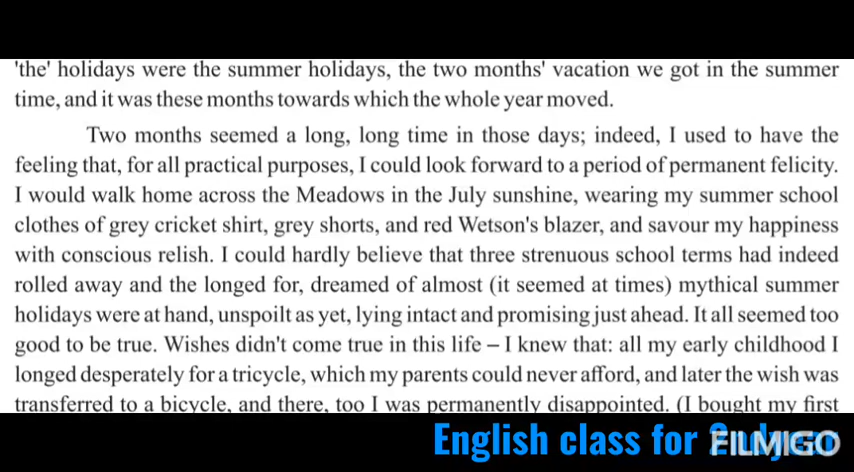 'the' holidays were the summer holidays, the two months' vacation we got in the summer
time, and it was these months towards which the whole year moved.
Two months seemed a long, long time in those days; indeed, I used to have the
feeling that, for all practical purposes, I could look forward to a period of permanent felicity.
I would walk home across the Meadows in the July sunshine, wearing my summer school
clothes of grey cricket shirt, grey shorts, and red Wetson's blazer, and savour my happiness
with conscious relish. I could hardly believe that three strenuous school terms had indeed
rolled away and the longed for, dreamed of almost (it seemed at times) mythical summer
holidays were at hand, unspoilt as yet, lying intact and promising just ahead. It all seemed too
good to be true. Wishes didn't come true in this life – I knew that: all my early childhood I
longed desperately for a tricycle, which my parents could never afford, and later the wish was
transferred to a bicycle, and there, too I was permanently disappointed. (I bought my first
English class for
FILMIGO